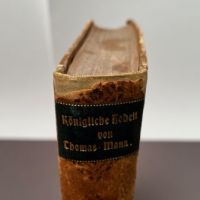 Königliche Hoheit
von
Thomas Mann.